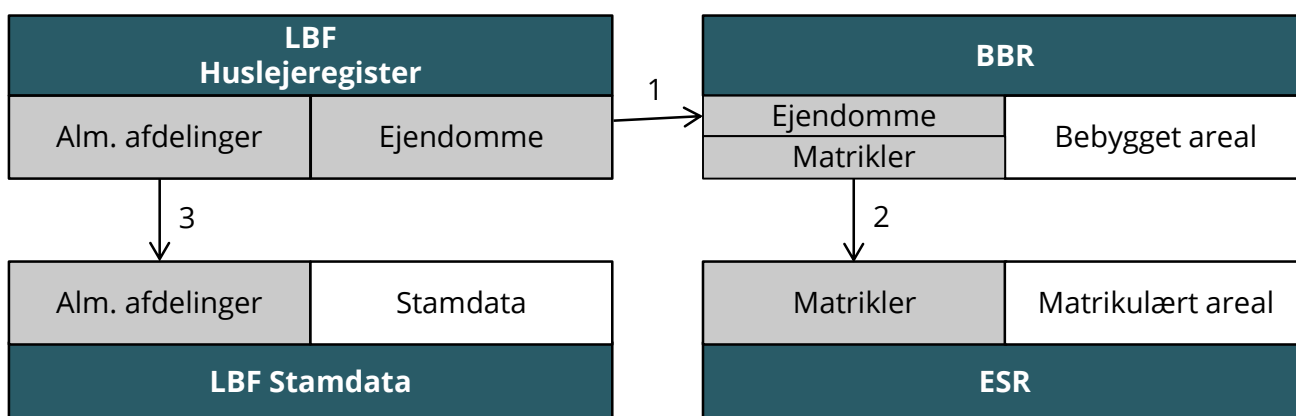 LBF
Huslejeregister
BBR
1
Alm. afdelinger
Ejendomme
Ejendomme
Matrikler
Bebygget areal
3
2
Alm. afdelinger
Stamdata
Matrikler
Matrikulært areal
LBF Stamdata
ESR